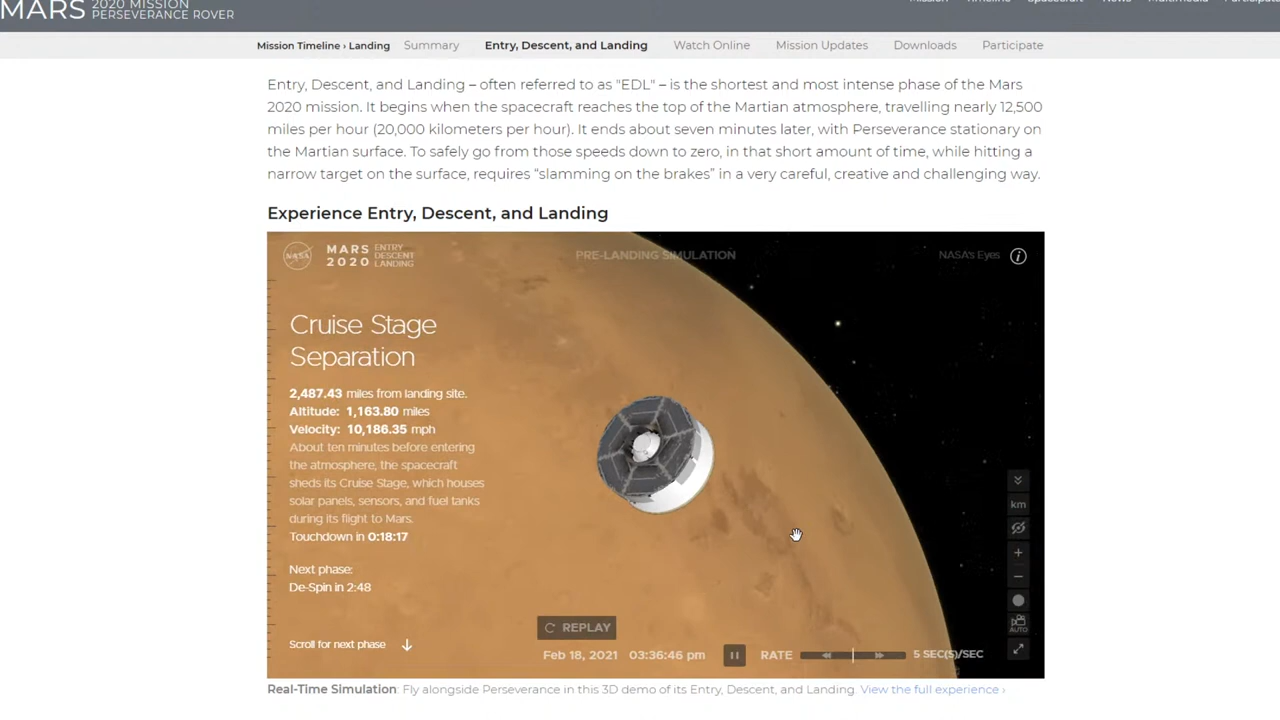 MARS 2020 MISSION
PERSEVERANCE ROVER
Mission Timeline Spacecraft News Multimedia Participate
Mission Timeline › Landing Summary Entry, Descent, and Landing Watch Online Mission Updates Downloads Participate
Entry, Descent, and Landing – often referred to as "EDL" – is the shortest and most intense phase of the Mars
2020 mission. It begins when the spacecraft reaches the top of the Martian atmosphere, travelling nearly 12,500
miles per hour (20,000 kilometers per hour). It ends about seven minutes later, with Perseverance stationary on
the Martian surface. To safely go from those speeds down to zero, in that short amount of time, while hitting a
narrow target on the surface, requires “slamming on the brakes” in a very careful, creative and challenging way.
Experience Entry, Descent, and Landing
NASA
MARS ENTRY
2020 DESCENT
LANDING
PRE-LANDING SIMULATION
NASA's Eyes i
Cruise Stage
Separation
2,487.43 miles from landing site.
Altitude: 1,163.80 miles
Velocity: 10,186.35 mph
About ten minutes before entering
the atmosphere, the spacecraft
sheds its Cruise Stage, which houses
solar panels, sensors, and fuel tanks
during its flight to Mars.
Touchdown in 0:18:17
Next phase:
De-Spin in 2:48
Scroll for next phase ↓
km
+
−
AUTO
REPLAY
Feb 18, 2021 03:36:46 pm RATE 5 SEC(S)/SEC
Real-Time Simulation: Fly alongside Perseverance in this 3D demo of its Entry, Descent, and Landing. View the full experience ›